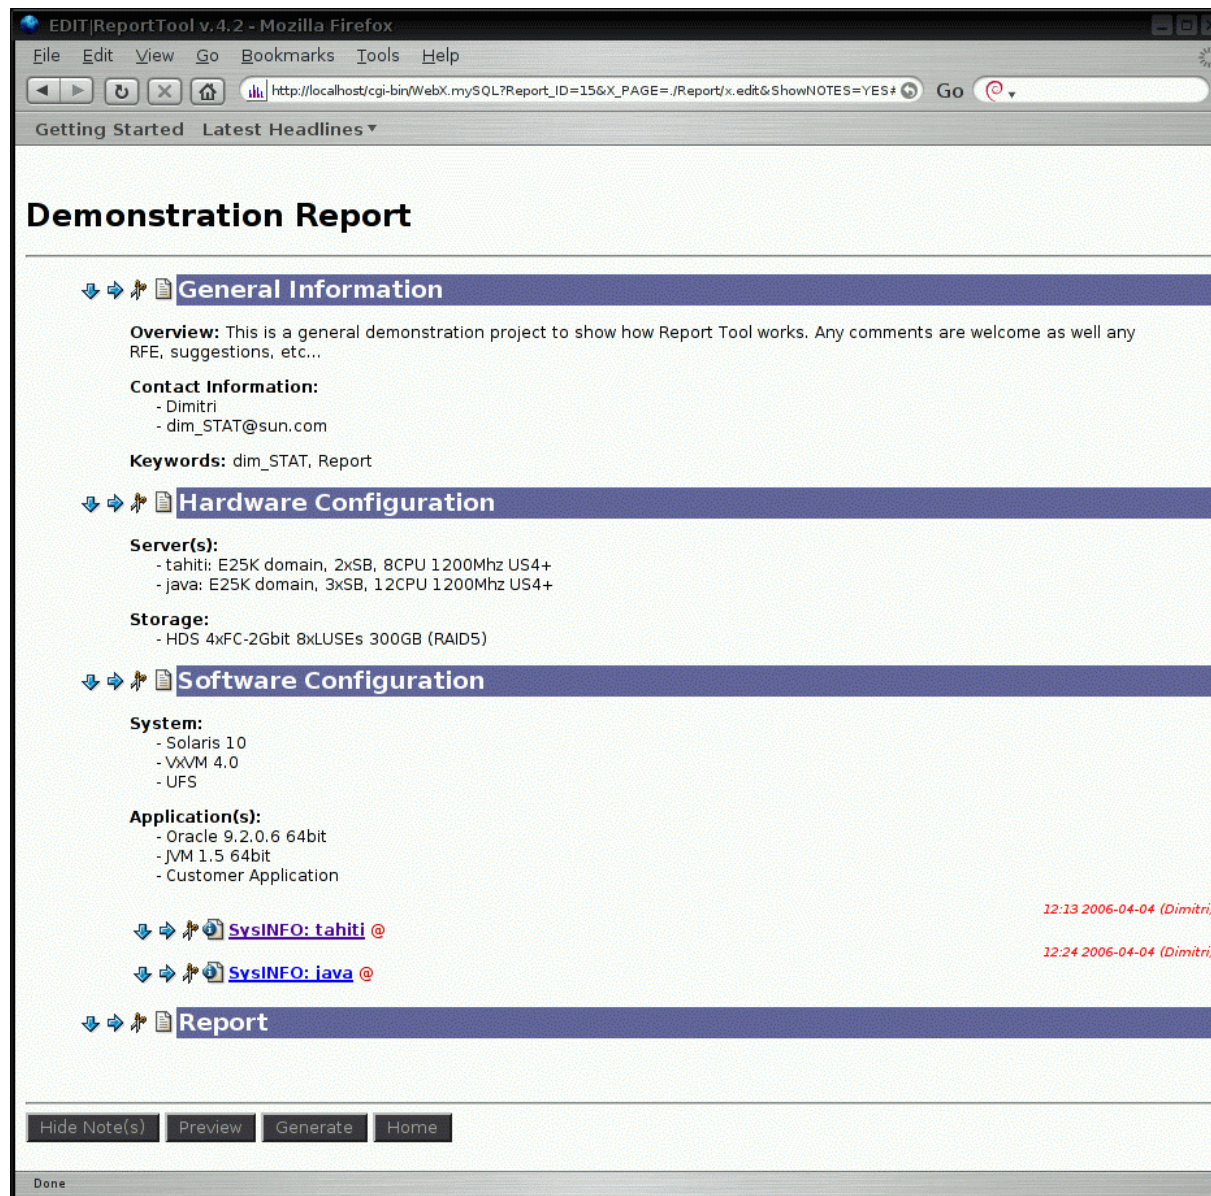 EDIT|ReportTool v.4.2 - Mozilla Firefox
File Edit View Go Bookmarks Tools Help
http://localhost/cgi-bin/WebX.mySQL?Report_ID=15&X_PAGE=./Report/x.edit&ShowNOTES=YES# Go
Getting Started Latest Headlines
Demonstration Report
General Information
Overview: This is a general demonstration project to show how Report Tool works. Any comments are welcome as well any
RFE, suggestions, etc...
Contact Information:
- Dimitri
- dim_STAT@sun.com
Keywords: dim_STAT, Report
Hardware Configuration
Server(s):
- tahiti: E25K domain, 2xSB, 8CPU 1200Mhz US4+
- java: E25K domain, 3xSB, 12CPU 1200Mhz US4+
Storage:
- HDS 4xFC-2Gbit 8xLUSEs 300GB (RAID5)
Software Configuration
System:
- Solaris 10
- VxVM 4.0
- UFS
Application(s):
- Oracle 9.2.0.6 64bit
- JVM 1.5 64bit
- Customer Application
12:13 2006-04-04 (Dimitri)
SysINFO: tahiti @
12:24 2006-04-04 (Dimitri)
SysINFO: java @
Report
Hide Note(s) Preview Generate Home
Done